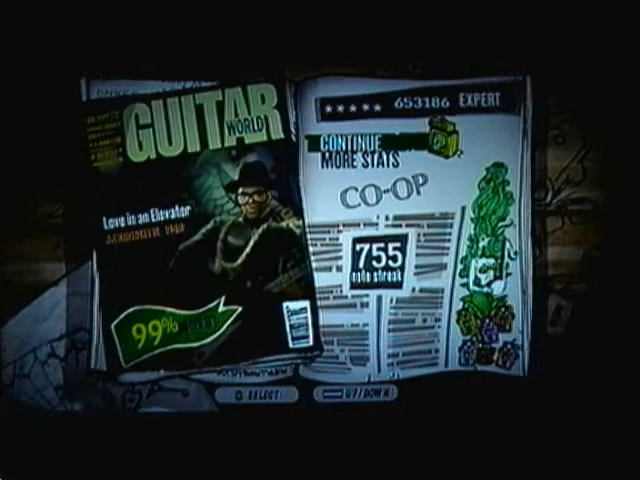 GUITAR
WORLD
Love in an Elevator
99%
★★★★★ 653186 EXPERT
CONTINUE
MORE STATS
CO-OP
755
note streak
SELECT
UP/DOWN